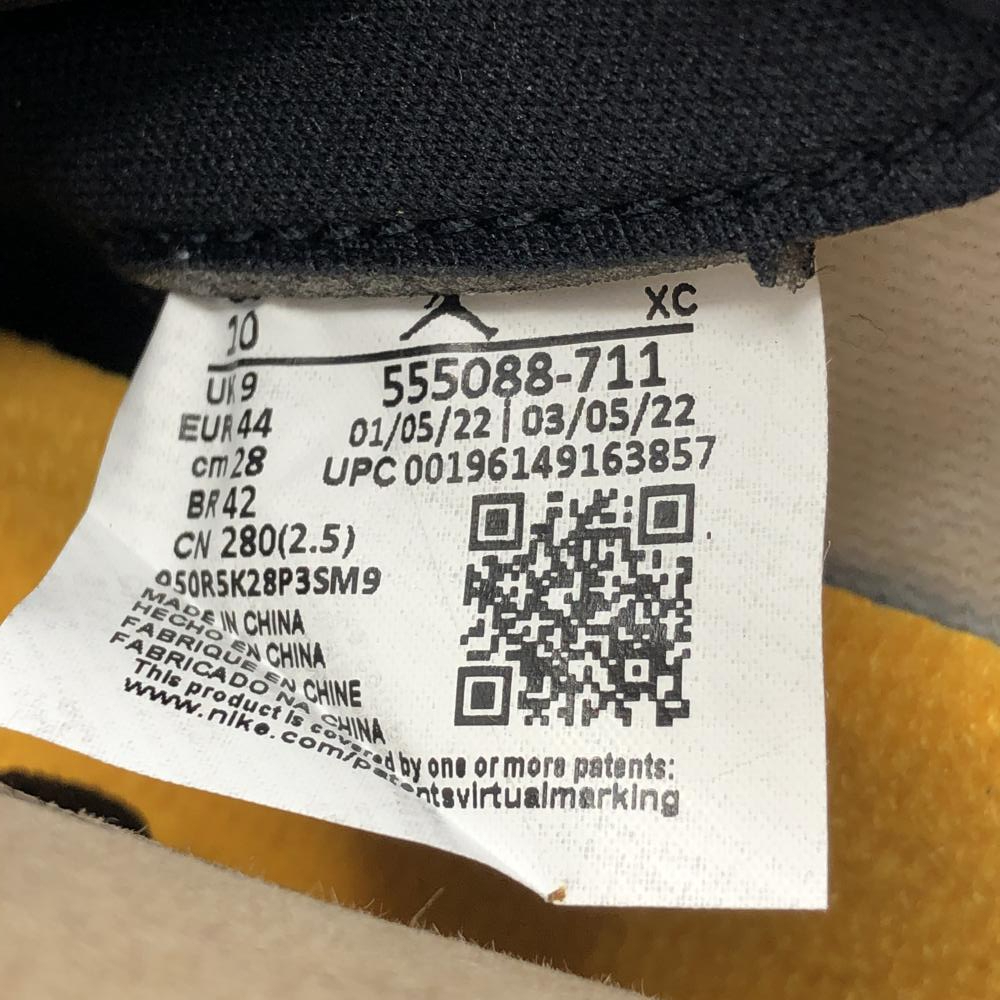 10
XC
UK 9
555088-711
EUR 44
01/05/22 | 03/05/22
cm 28
UPC 00196149163857
BR 42
CN 280(2.5)
950R5K28P3SM9
MADE IN CHINA
HECHO EN CHINA
FABRIQUE EN CHINE
FABRICADO NA CHINA
This product is covered by one or more patents:
www.nike.com/patentsvirtualmarking